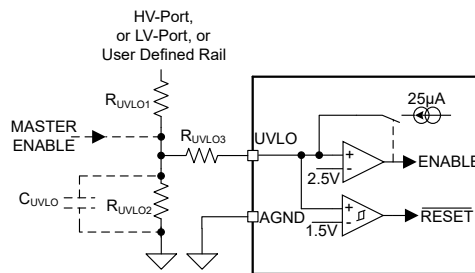 HV-Port,
or LV-Port, or
User Defined Rail
RUVLO1
25µA
MASTER
ENABLE
RUVLO3
UVLO
2.5V
ENABLE
CUVLO
RUVLO2
AGND
1.5V
RESET
+
-
+
-